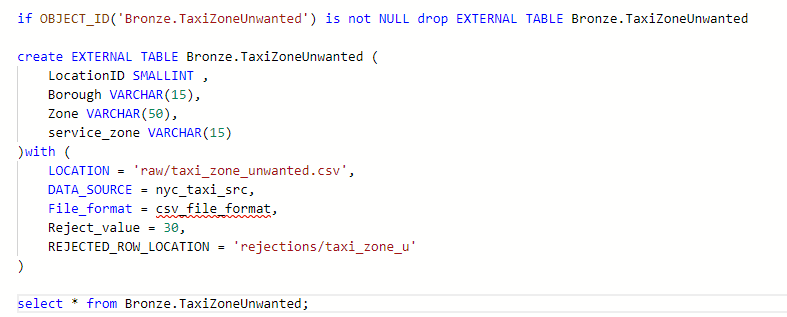 if OBJECT_ID('Bronze.TaxiZoneUnwanted') is not NULL drop EXTERNAL TABLE Bronze.TaxiZoneUnwanted
create EXTERNAL TABLE Bronze.TaxiZoneUnwanted (
LocationID SMALLINT ,
Borough VARCHAR(15),
Zone VARCHAR(50),
service_zone VARCHAR(15)
)with (
LOCATION = 'raw/taxi_zone_unwanted.csv',
DATA_SOURCE = nyc_taxi_src,
File_format = csv_file_format,
Reject_value = 30,
REJECTED_ROW_LOCATION = 'rejections/taxi_zone_u'
)
select * from Bronze.TaxiZoneUnwanted;